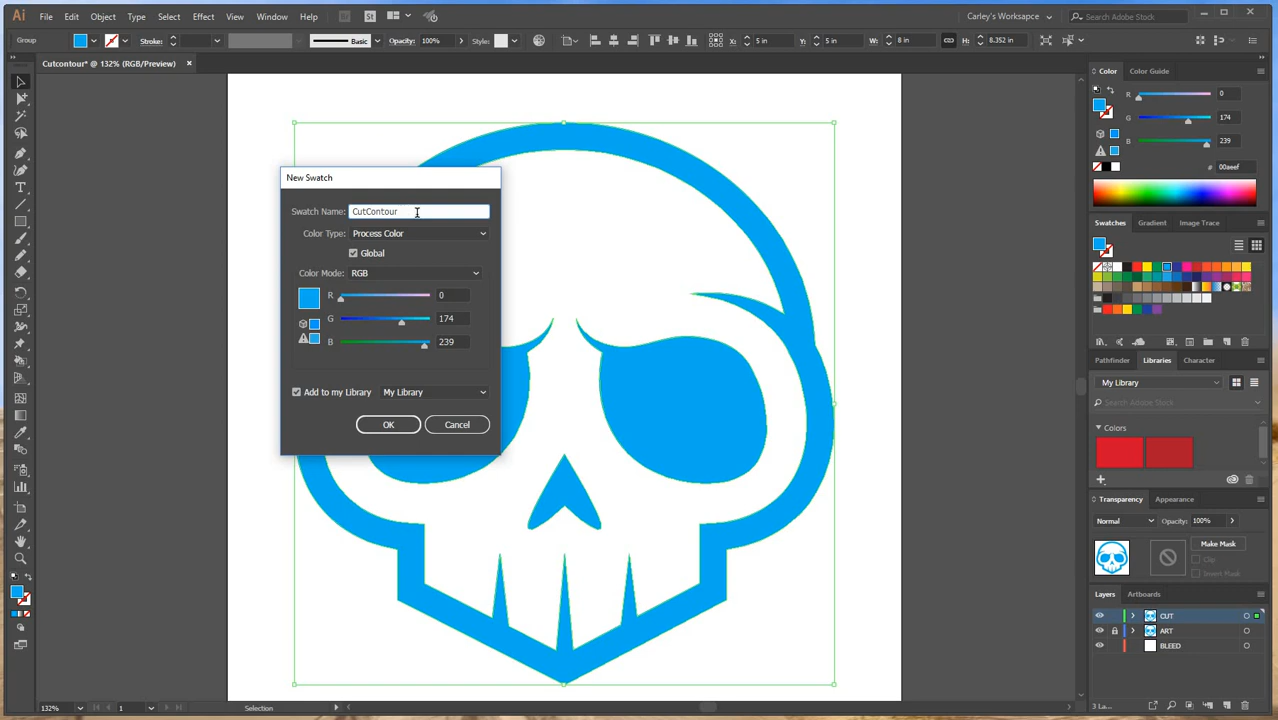 Ai File Edit Object Type Select Effect View Window Help Br St Carley's Worksapce Search Adobe Stock
Group Stroke: Basic Opacity: 100% Style: X: 5 in Y: 5 in W: 8 in H: 8.352 in
Cutcontour* @ 132% (RGB/Preview)
New Swatch
Swatch Name: CutContour
Color Type: Process Color
Global
Color Mode: RGB
R 0
G 174
B 239
Add to my Library My Library
OK Cancel
Color Color Guide
R 0
G 174
B 239
# 00aeef
Swatches Gradient Image Trace
Pathfinder Libraries Character
My Library
Search Adobe Stock
Colors
Transparency Appearance
Normal Opacity: 100%
Make Mask
Clip
Invert Mask
Layers Artboards
CUT
ART
BLEED
3 La...
132% 1 Selection